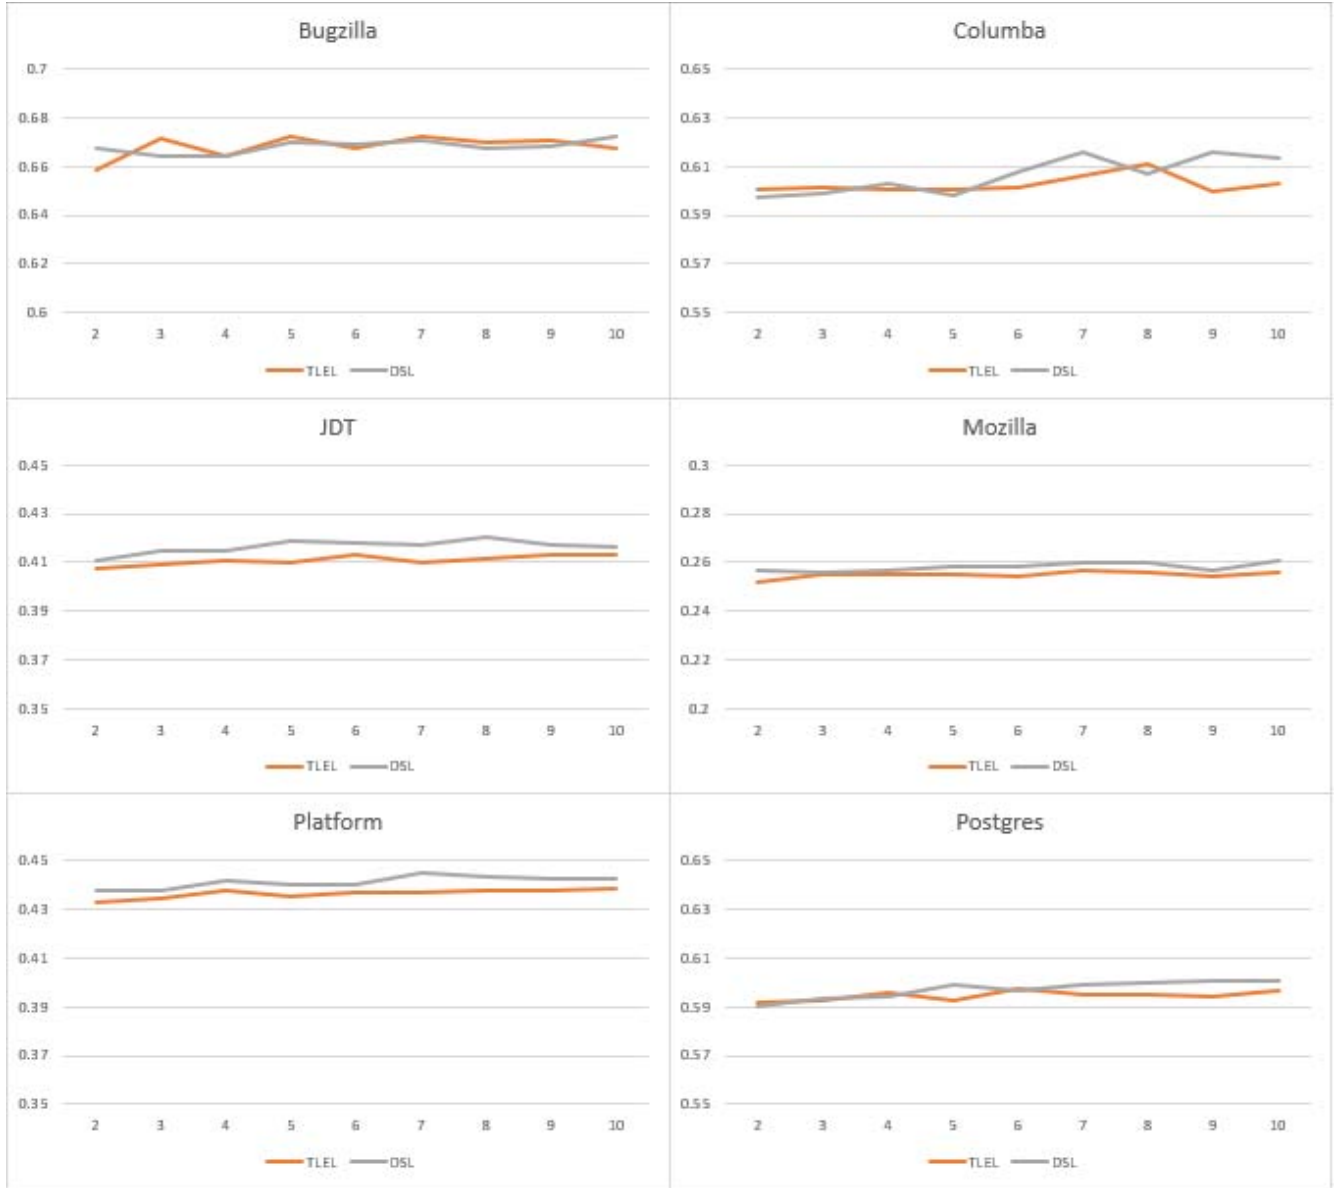 Bugzilla
0.7
0.68
0.66
0.64
0.62
0.6
2 3 4 5 6 7 8 9 10
TLEL DSL
Columba
0.65
0.63
0.61
0.59
0.57
0.55
2 3 4 5 6 7 8 9 10
TLEL DSL
JDT
0.45
0.43
0.41
0.39
0.37
0.35
2 3 4 5 6 7 8 9 10
TLEL DSL
Mozilla
0.3
0.28
0.26
0.24
0.22
0.2
2 3 4 5 6 7 8 9 10
TLEL DSL
Platform
0.45
0.43
0.41
0.39
0.37
0.35
2 3 4 5 6 7 8 9 10
TLEL DSL
Postgres
0.65
0.63
0.61
0.59
0.57
0.55
2 3 4 5 6 7 8 9 10
TLEL DSL